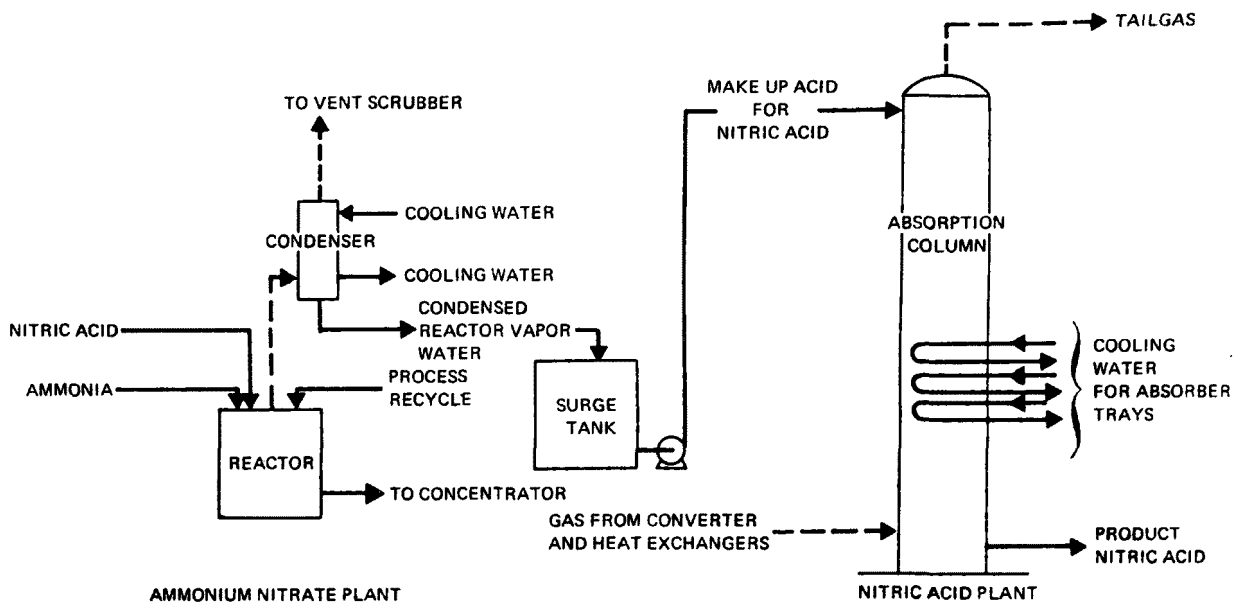 TAILGAS
MAKE UP ACID
FOR
NITRIC ACID
TO VENT SCRUBBER
COOLING WATER
CONDENSER
COOLING WATER
ABSORPTION
COLUMN
CONDENSED
REACTOR VAPOR
WATER
NITRIC ACID
AMMONIA
PROCESS
RECYCLE
SURGE
TANK
COOLING
WATER
FOR ABSORBER
TRAYS
REACTOR
TO CONCENTRATOR
GAS FROM CONVERTER
AND HEAT EXCHANGERS
PRODUCT
NITRIC ACID
AMMONIUM NITRATE PLANT
NITRIC ACID PLANT